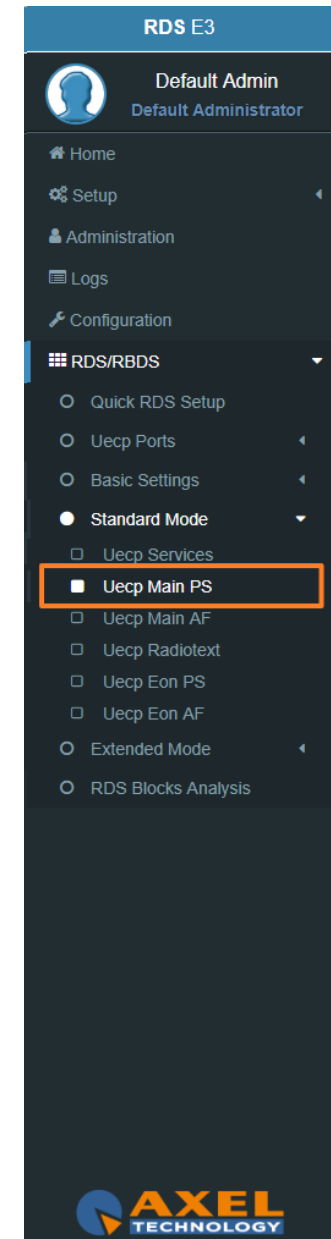 RDS E3
Default Admin
Default Administrator
Home
Setup
Administration
Logs
Configuration
RDS/RBDS
Quick RDS Setup
Uecp Ports
Basic Settings
Standard Mode
Uecp Services
Uecp Main PS
Uecp Main AF
Uecp Radiotext
Uecp Eon PS
Uecp Eon AF
Extended Mode
RDS Blocks Analysis
AXEL
TECHNOLOGY